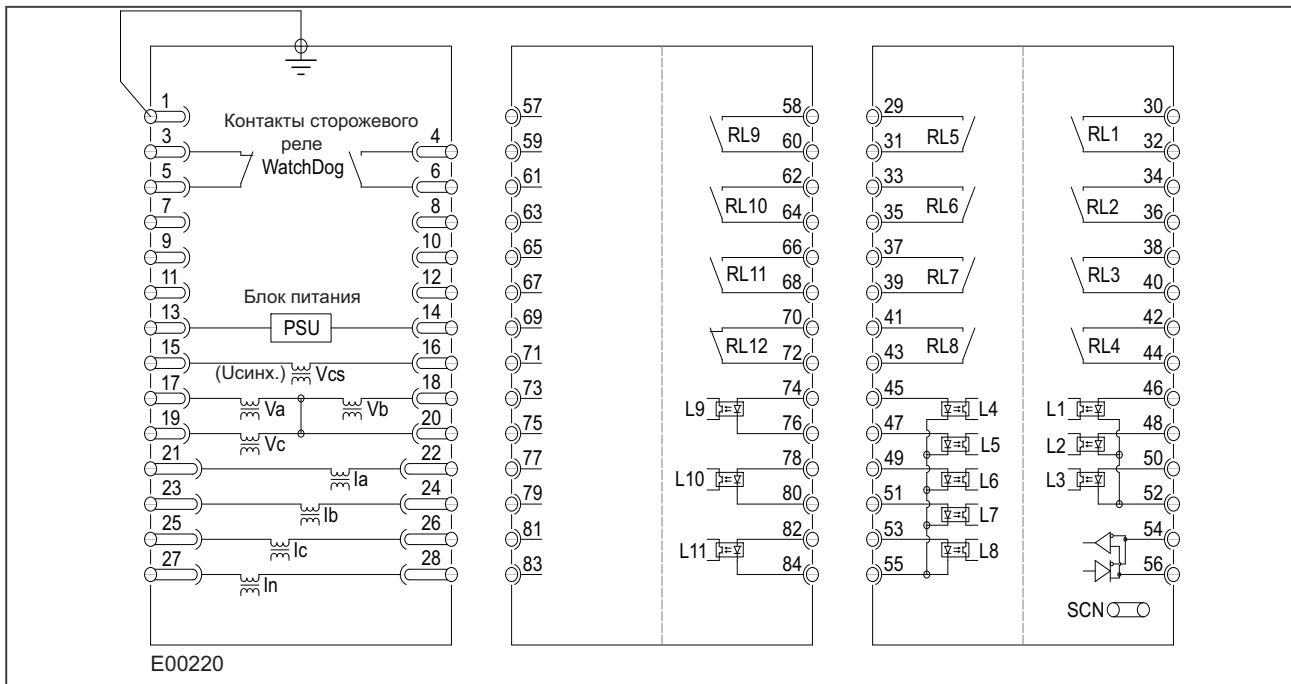 1
Контакты сторожевого
3 реле 4
WatchDog
5 6
7 8
9 10
11 12
Блок питания
13 PSU 14
15 16
(Uсинх.) Vcs
17 Va Vb 18
19 Vc 20
21 Ia 22
23 Ib 24
25 Ic 26
27 In 28
57 58
59 RL9 60
61 62
63 RL10 64
65 66
67 RL11 68
69 70
71 RL12 72
73 74
L9
75 76
77 78
L10
79 80
81 82
L11
83 84
29 30
31 RL5 RL1 32
33 34
35 RL6 RL2 36
37 38
39 RL7 RL3 40
41 42
43 RL8 RL4 44
45 46
L4 L1
47 48
L5 L2
49 50
L6 L3
51 52
L7
53 54
L8
55 56
SCN
E00220